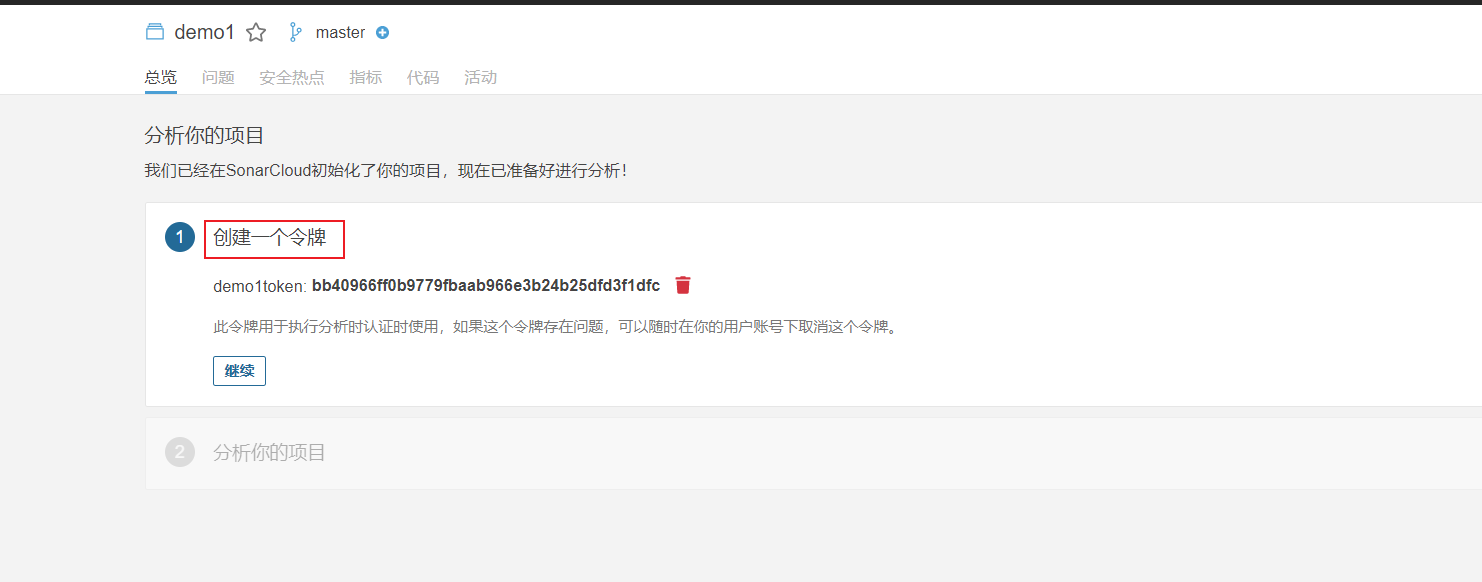 demo1 master
总览 问题 安全热点 指标 代码 活动
分析你的项目
我们已经在SonarCloud初始化了你的项目，现在已准备好进行分析！
1 创建一个令牌
demo1token: bb40966ff0b9779fbaab966e3b24b25dfd3f1dfc
此令牌用于执行分析时认证时使用，如果这个令牌存在问题，可以随时在你的用户账号下取消这个令牌。
继续
2 分析你的项目